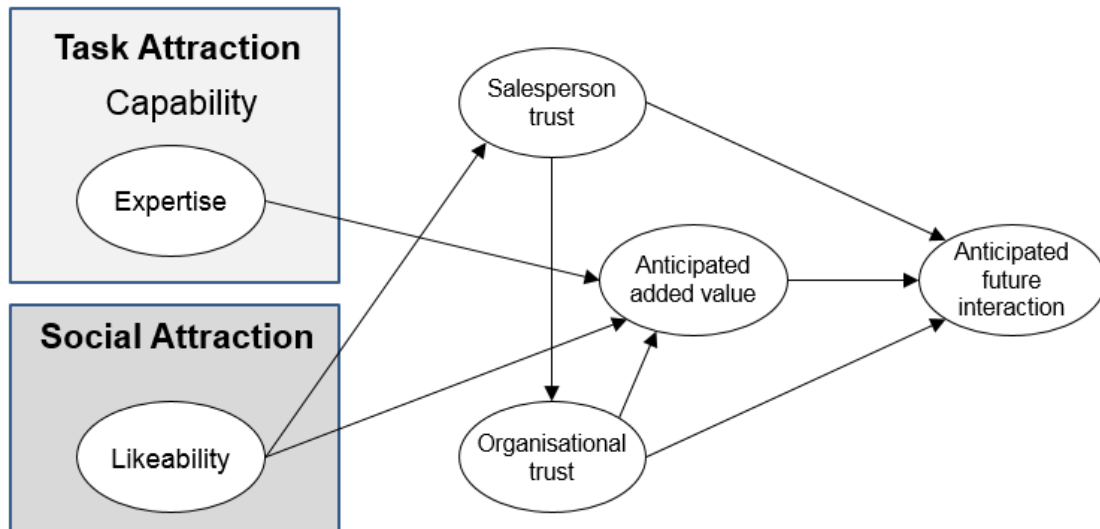 Task Attraction
Capability
Expertise
Social Attraction
Likeability
Salesperson
trust
Anticipated
added value
Organisational
trust
Anticipated
future
interaction